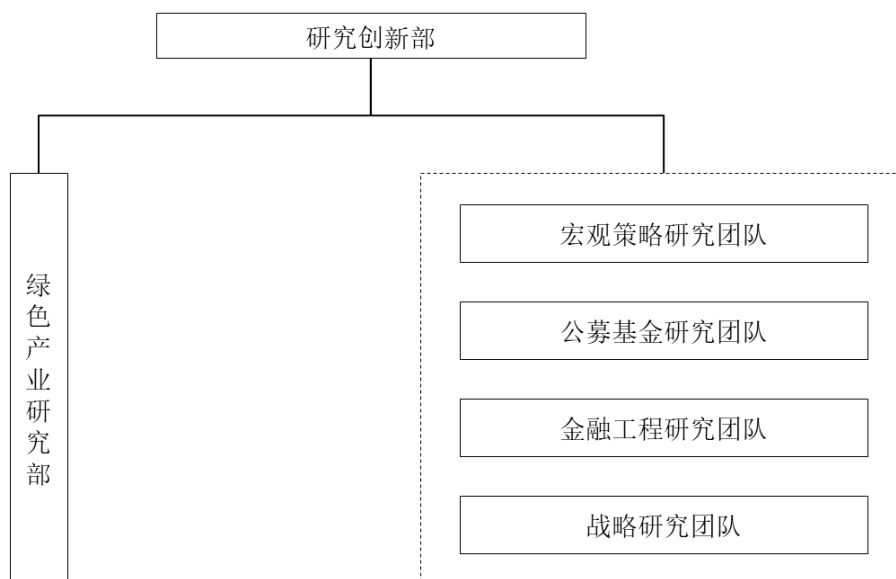 研究创新部
绿色产业研究部
宏观策略研究团队
公募基金研究团队
金融工程研究团队
战略研究团队